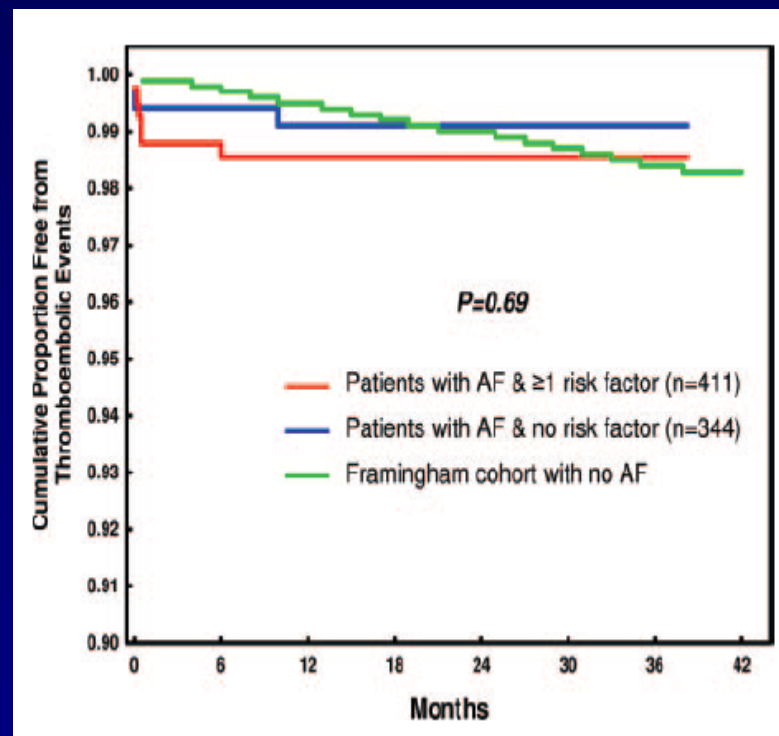 Cumulative Proportion Free from
Thromboembolic Events
1.00
0.99
0.98
0.97
0.96
0.95
0.94
0.93
0.92
0.91
0.90
P=0.69
Patients with AF & ≥1 risk factor (n=411)
Patients with AF & no risk factor (n=344)
Framingham cohort with no AF
0 6 12 18 24 30 36 42
Months